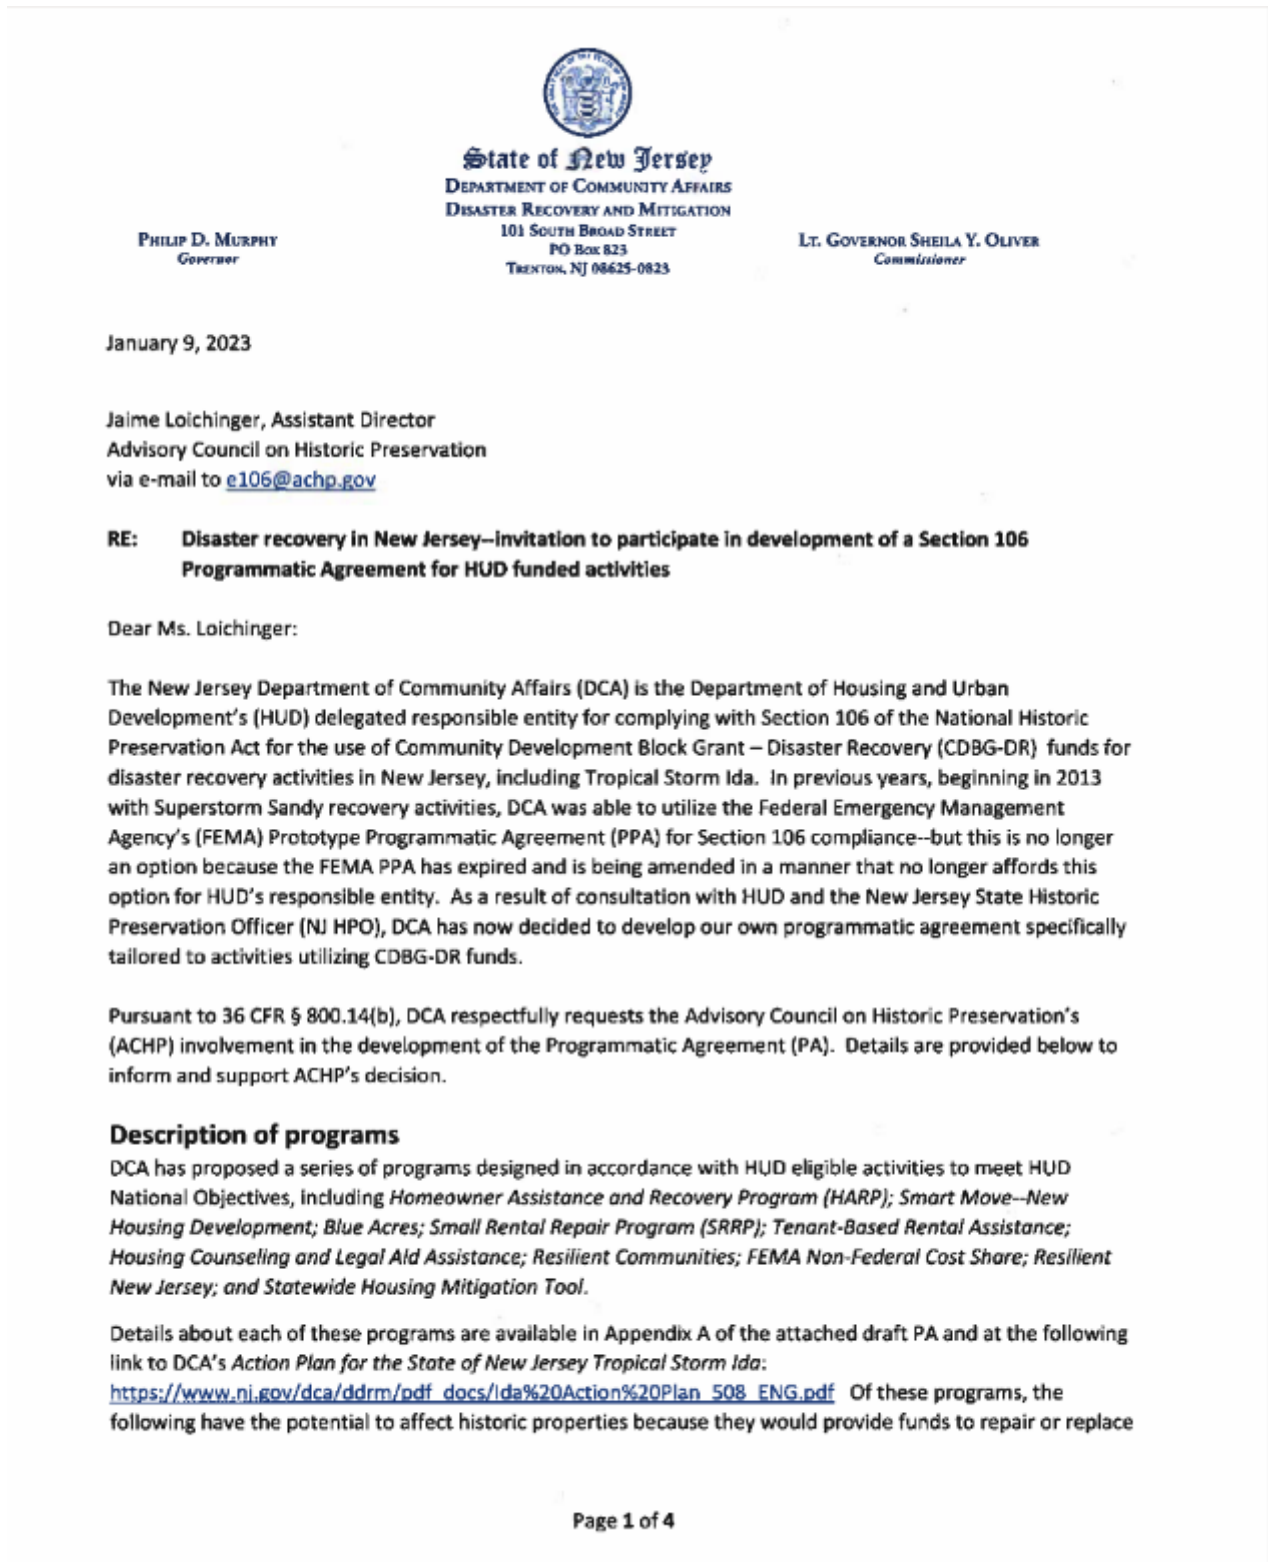 State of New Jersey
DEPARTMENT OF COMMUNITY AFFAIRS
DISASTER RECOVERY AND MITIGATION
101 SOUTH BROAD STREET
PO BOX 823
TRENTON, NJ 08625-0823
PHILIP D. MURPHY
Governor
LT. GOVERNOR SHEILA Y. OLIVER
Commissioner
January 9, 2023
Jaime Loichinger, Assistant Director
Advisory Council on Historic Preservation
via e-mail to e106@achp.gov
RE: Disaster recovery in New Jersey--invitation to participate in development of a Section 106
Programmatic Agreement for HUD funded activities
Dear Ms. Loichinger:
The New Jersey Department of Community Affairs (DCA) is the Department of Housing and Urban
Development's (HUD) delegated responsible entity for complying with Section 106 of the National Historic
Preservation Act for the use of Community Development Block Grant – Disaster Recovery (CDBG-DR) funds for
disaster recovery activities in New Jersey, including Tropical Storm Ida. In previous years, beginning in 2013
with Superstorm Sandy recovery activities, DCA was able to utilize the Federal Emergency Management
Agency's (FEMA) Prototype Programmatic Agreement (PPA) for Section 106 compliance--but this is no longer
an option because the FEMA PPA has expired and is being amended in a manner that no longer affords this
option for HUD's responsible entity. As a result of consultation with HUD and the New Jersey State Historic
Preservation Officer (NJ HPO), DCA has now decided to develop our own programmatic agreement specifically
tailored to activities utilizing CDBG-DR funds.
Pursuant to 36 CFR § 800.14(b), DCA respectfully requests the Advisory Council on Historic Preservation's
(ACHP) involvement in the development of the Programmatic Agreement (PA). Details are provided below to
inform and support ACHP's decision.
Description of programs
DCA has proposed a series of programs designed in accordance with HUD eligible activities to meet HUD
National Objectives, including Homeowner Assistance and Recovery Program (HARP); Smart Move--New
Housing Development; Blue Acres; Small Rental Repair Program (SRRP); Tenant-Based Rental Assistance;
Housing Counseling and Legal Aid Assistance; Resilient Communities; FEMA Non-Federal Cost Share; Resilient
New Jersey; and Statewide Housing Mitigation Tool.
Details about each of these programs are available in Appendix A of the attached draft PA and at the following
link to DCA's Action Plan for the State of New Jersey Tropical Storm Ida:
https://www.nj.gov/dca/ddrm/pdf_docs/Ida%20Action%20Plan_508_ENG.pdf Of these programs, the
following have the potential to affect historic properties because they would provide funds to repair or replace
Page 1 of 4